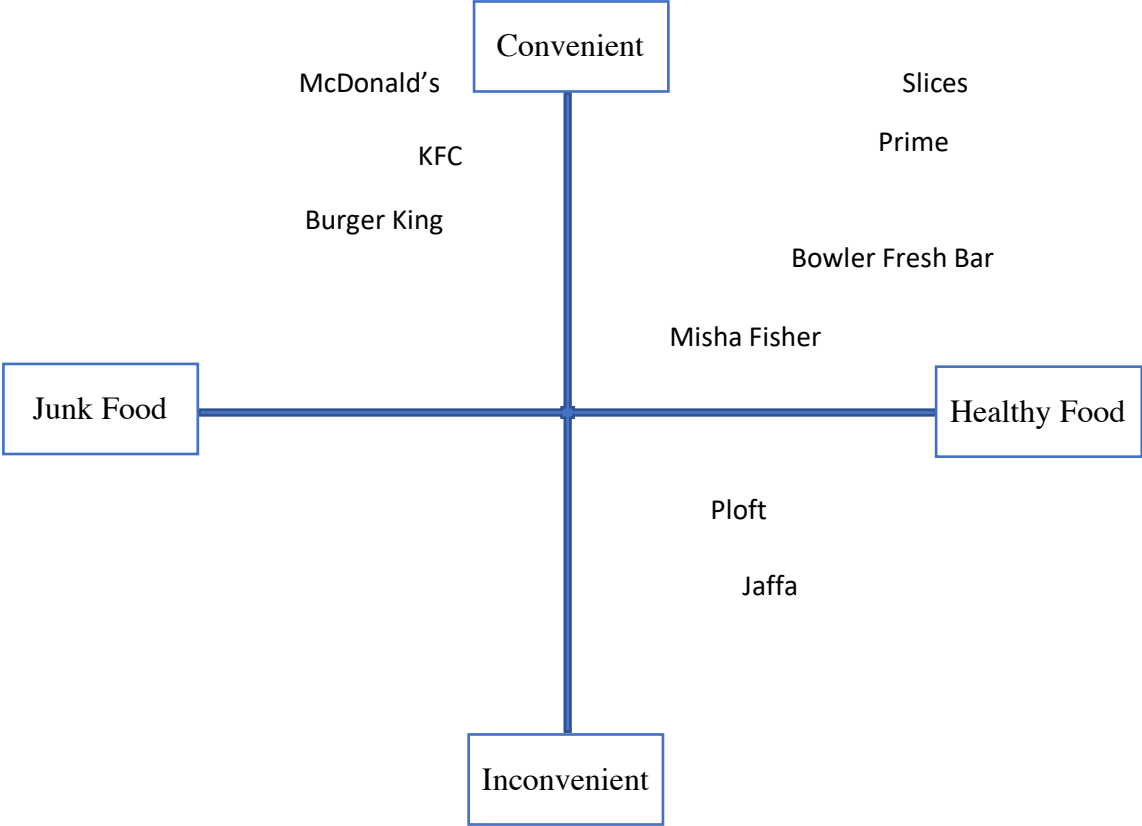 Convenient
McDonald’s
Slices
Prime
KFC
Burger King
Bowler Fresh Bar
Misha Fisher
Junk Food
Healthy Food
Ploft
Jaffa
Inconvenient